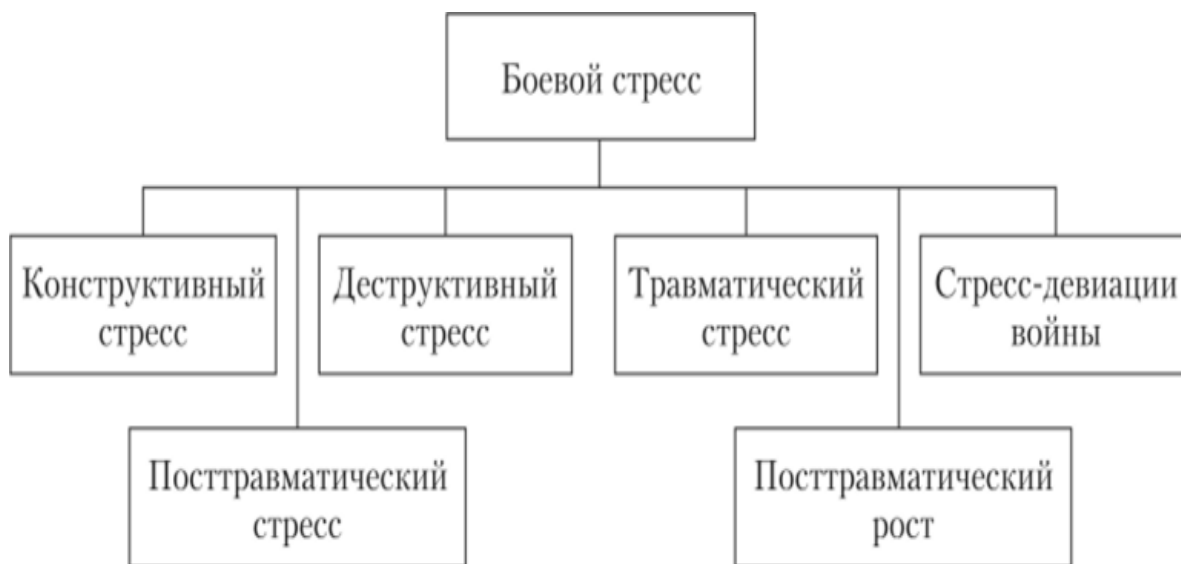 Боевой стресс
Конструктивный
стресс
Деструктивный
стресс
Травматический
стресс
Стресс-девиации
войны
Посттравматический
стресс
Посттравматический
рост